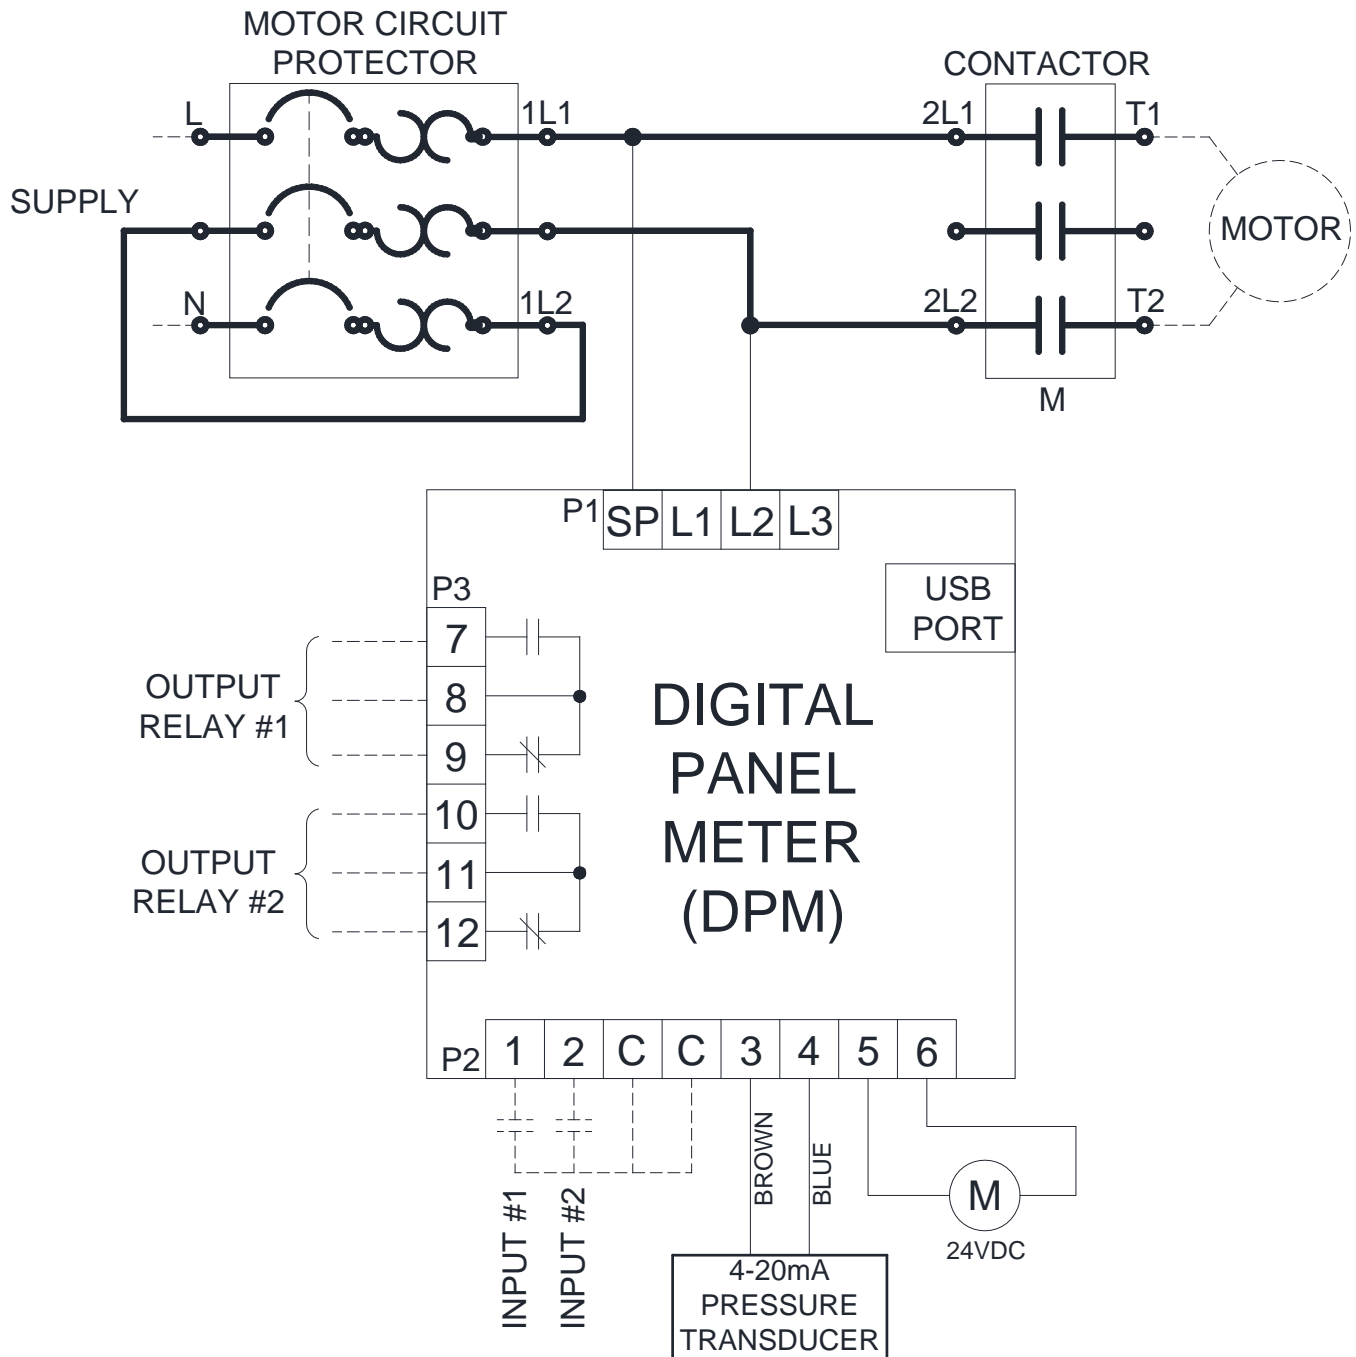 MOTOR CIRCUIT
PROTECTOR
CONTACTOR
L
1L1
2L1
T1
SUPPLY
MOTOR
N
1L2
2L2
T2
M
P1
SP
L1
L2
L3
USB
PORT
P3
7
8
9
10
11
12
OUTPUT
RELAY #1
OUTPUT
RELAY #2
DIGITAL
PANEL
METER
(DPM)
P2
1
2
C
C
3
4
5
6
INPUT #1
INPUT #2
BROWN
BLUE
M
24VDC
4-20mA
PRESSURE
TRANSDUCER